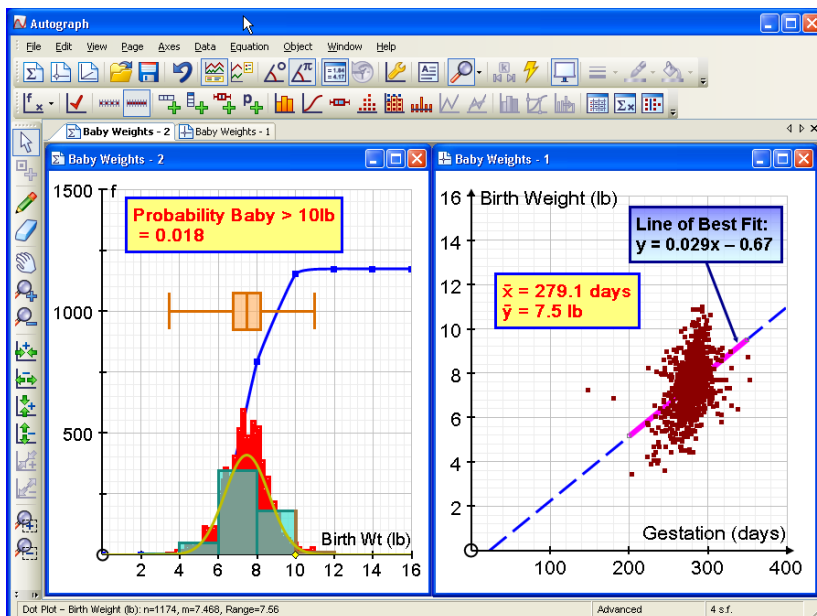 Autograph
File Edit View Page Axes Data Equation Object Window Help
Baby Weights - 2 Baby Weights - 1
Baby Weights - 2
1500 f
Probability Baby > 10lb
= 0.018
1000
500
Birth Wt (lb)
2 4 6 8 10 12 14 16
Baby Weights - 1
16 Birth Weight (lb)
14
Line of Best Fit:
y = 0.029x – 0.67
12
x̄ = 279.1 days
ȳ = 7.5 lb
10
8
6
4
2
Gestation (days)
100 200 300 400
Dot Plot – Birth Weight (lb): n=1174, m=7.468, Range=7.56 Advanced 4 s.f.